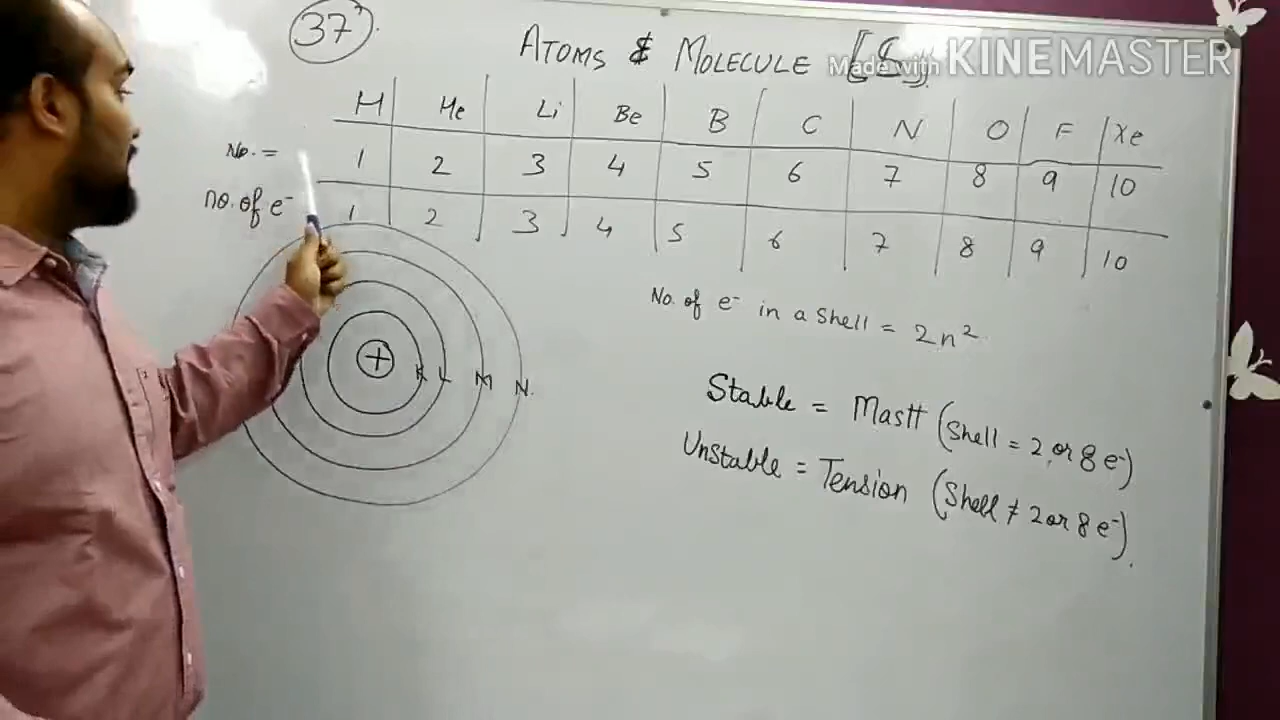 37
ATOMS & MOLECULE
Made with KINEMASTER
H He Li Be B C N O F Xe
No. = 1 2 3 4 5 6 7 8 9 10
no. of e⁻ 1 2 3 4 5 6 7 8 9 10
No. of e⁻ in a shell = 2n²
+ K L M N.
Stable = Mastt (Shell = 2 or 8 e⁻)
Unstable = Tension (Shell ≠ 2 or 8 e⁻).